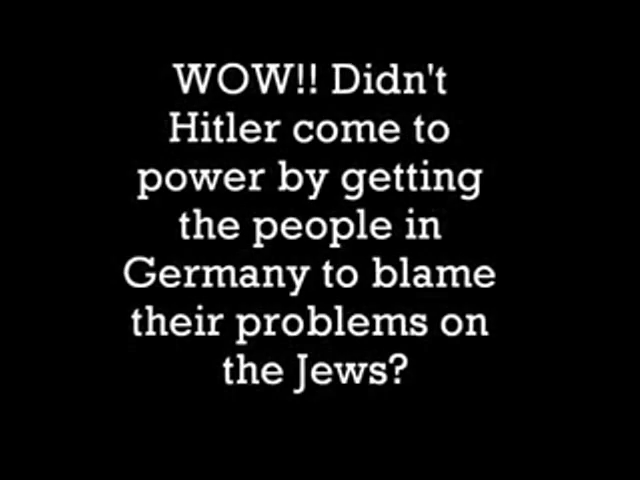 WOW!! Didn't
Hitler come to
power by getting
the people in
Germany to blame
their problems on
the Jews?